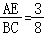 AE/BC = 3/8